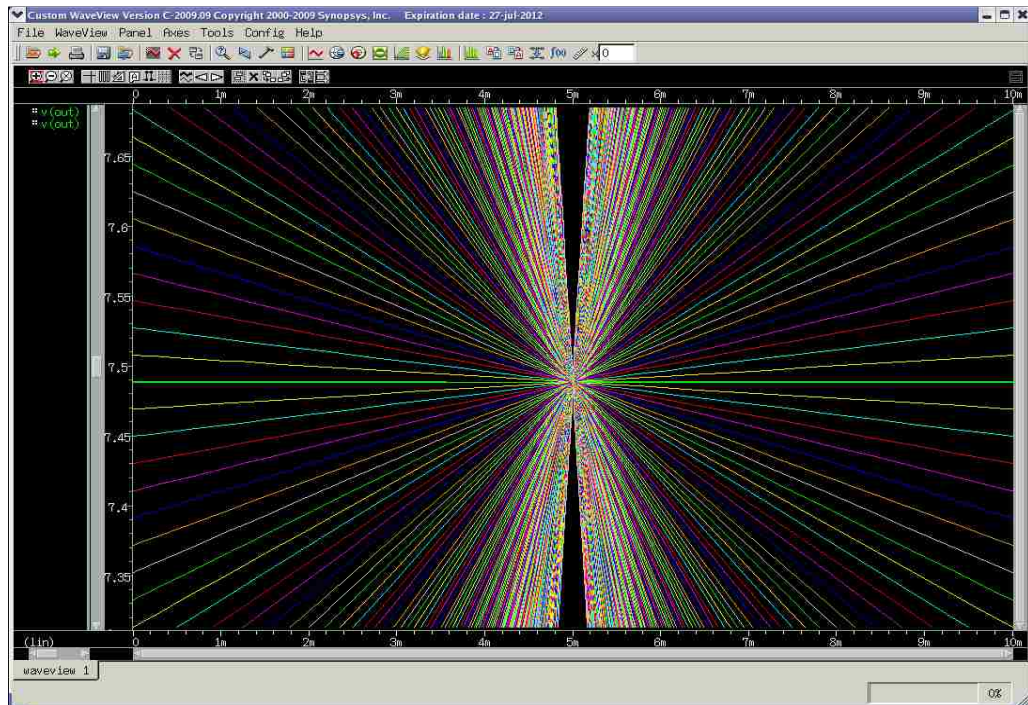 Custom WaveView Version C-2009.09 Copyright 2000-2009 Synopsys, Inc. Expiration date : 27-jul-2012
File WaveView Panel Axes Tools Config Help
f(x) x 0
0 1m 2m 3m 4m 5m 6m 7m 8m 9m 10m
v(out)
v(out)
7.65
7.6
7.55
7.5
7.45
7.4
7.35
(lin) 0 1m 2m 3m 4m 5m 6m 7m 8m 9m 10m
waveview 1
0%